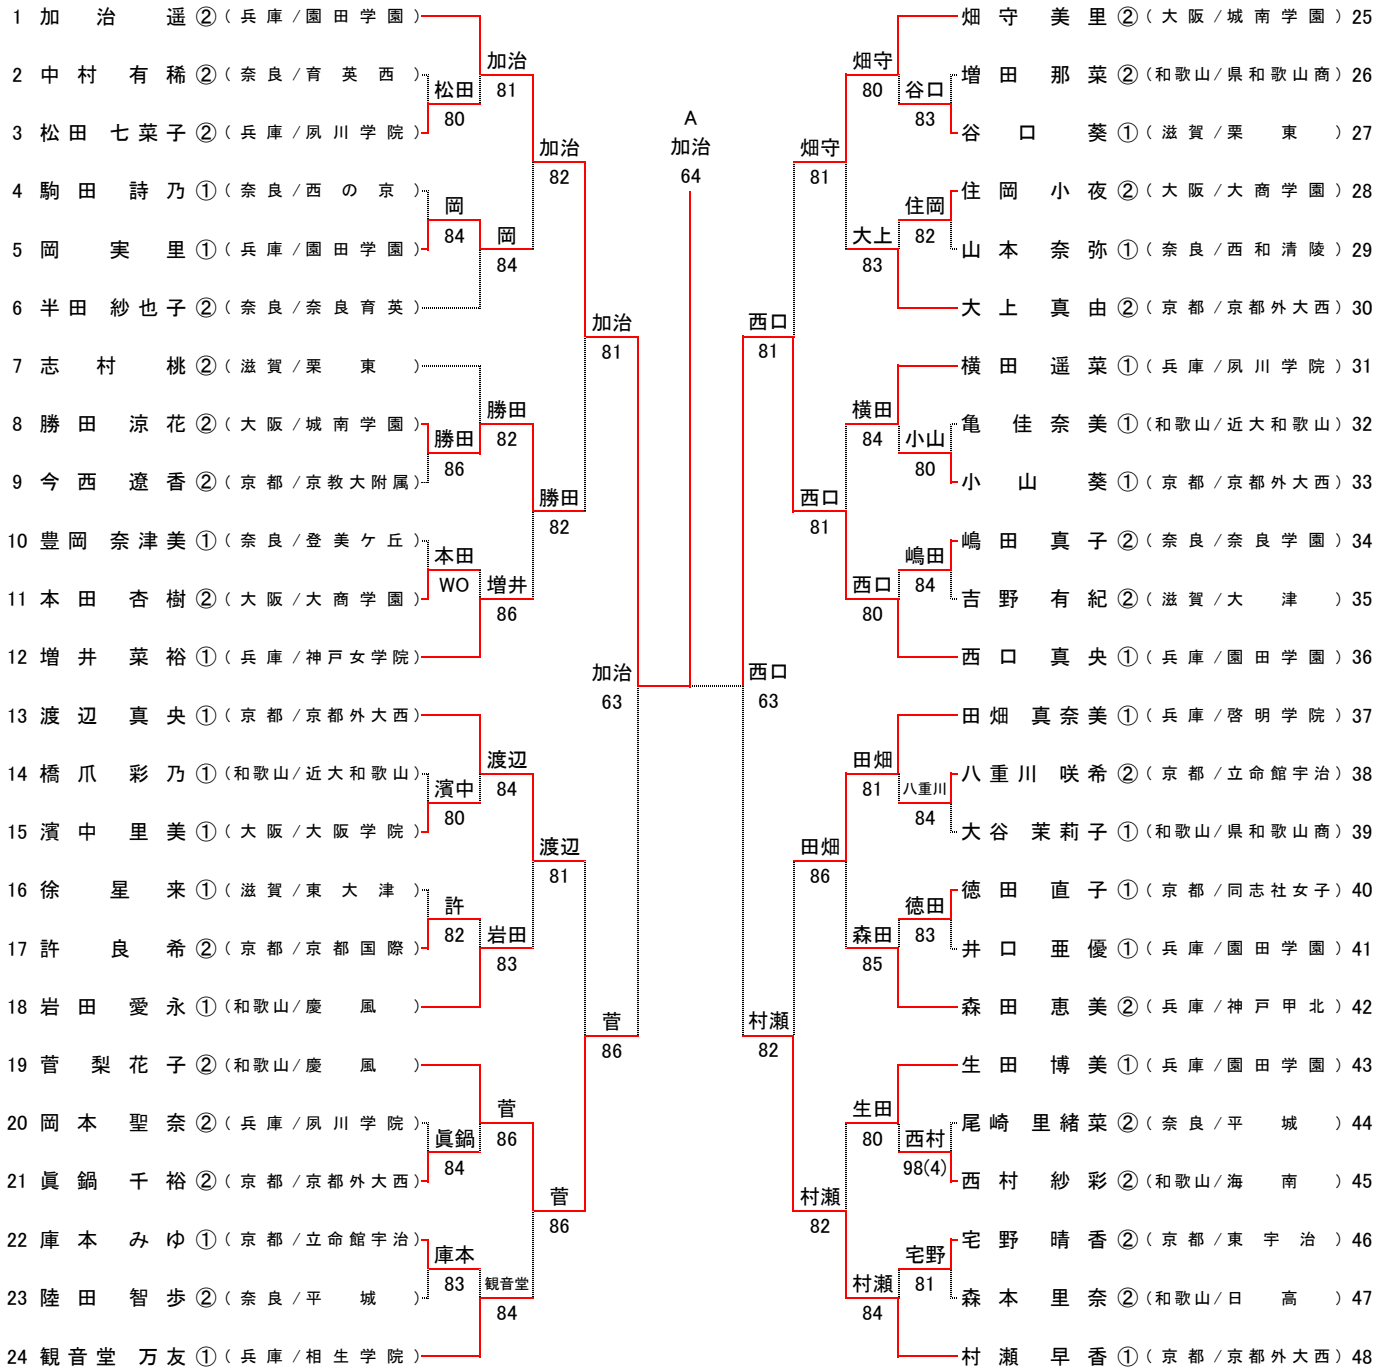 1 加治 遥 ② (兵庫/園田学園)
2 中村 有稀 ② (奈良/育英西)
3 松田 七菜子 ② (兵庫/夙川学院)
4 駒田 詩乃 ① (奈良/西の京)
5 岡 実里 ① (兵庫/園田学園)
6 半田 紗也子 ② (奈良/奈良育英)
7 志村 桃 ② (滋賀/栗東)
8 勝田 涼花 ② (大阪/城南学園)
9 今西 遼香 ② (京都/京教大附属)
10 豊岡 奈津美 ① (奈良/登美ケ丘)
11 本田 杏樹 ② (大阪/大商学園)
12 増井 菜裕 ① (兵庫/神戸女学院)
13 渡辺 真央 ① (京都/京都外大西)
14 橋爪 彩乃 ① (和歌山/近大和歌山)
15 濱中 里美 ① (大阪/大阪学院)
16 徐 星来 ① (滋賀/東大津)
17 許 良希 ② (京都/京都国際)
18 岩田 愛永 ① (和歌山/慶風)
19 菅 梨花子 ② (和歌山/慶風)
20 岡本 聖奈 ② (兵庫/夙川学院)
21 眞鍋 千裕 ② (京都/京都外大西)
22 庫本 みゆ ① (京都/立命館宇治)
23 陸田 智歩 ② (奈良/平城)
24 観音堂 万友 ① (兵庫/相生学院)
松田
80
岡
84
勝田
86
本田
WO
濱中
80
許
82
眞鍋
84
庫本
83
加治
81
岡
84
勝田
82
増井
86
渡辺
84
岩田
83
菅
86
観音堂
84
加治
82
勝田
82
渡辺
81
菅
86
加治
81
菅
86
加治
63
A
加治
64
西口
63
西口
81
村瀬
82
畑守
81
西口
81
田畑
86
村瀬
82
畑守
80
大上
83
横田
84
西口
80
田畑
81
森田
85
生田
80
村瀬
84
谷口
83
住岡
82
小山
80
嶋田
84
八重川
84
徳田
83
西村
98(4)
宅野
81
畑守 美里 ② (大阪/城南学園) 25
増田 那菜 ② (和歌山/県和歌山商) 26
谷口 葵 ① (滋賀/栗東) 27
住岡 小夜 ② (大阪/大商学園) 28
山本 奈弥 ① (奈良/西和清陵) 29
大上 真由 ② (京都/京都外大西) 30
横田 遥菜 ① (兵庫/夙川学院) 31
亀 佳奈美 ① (和歌山/近大和歌山) 32
小山 葵 ① (京都/京都外大西) 33
嶋田 真子 ② (奈良/奈良学園) 34
吉野 有紀 ② (滋賀/大津) 35
西口 真央 ① (兵庫/園田学園) 36
田畑 真奈美 ① (兵庫/啓明学院) 37
八重川 咲希 ② (京都/立命館宇治) 38
大谷 茉莉子 ① (和歌山/県和歌山商) 39
徳田 直子 ① (京都/同志社女子) 40
井口 亜優 ① (兵庫/園田学園) 41
森田 恵美 ② (兵庫/神戸甲北) 42
生田 博美 ① (兵庫/園田学園) 43
尾崎 里緒菜 ② (奈良/平城) 44
西村 紗彩 ② (和歌山/海南) 45
宅野 晴香 ② (京都/東宇治) 46
森本 里奈 ② (和歌山/日高) 47
村瀬 早香 ① (京都/京都外大西) 48